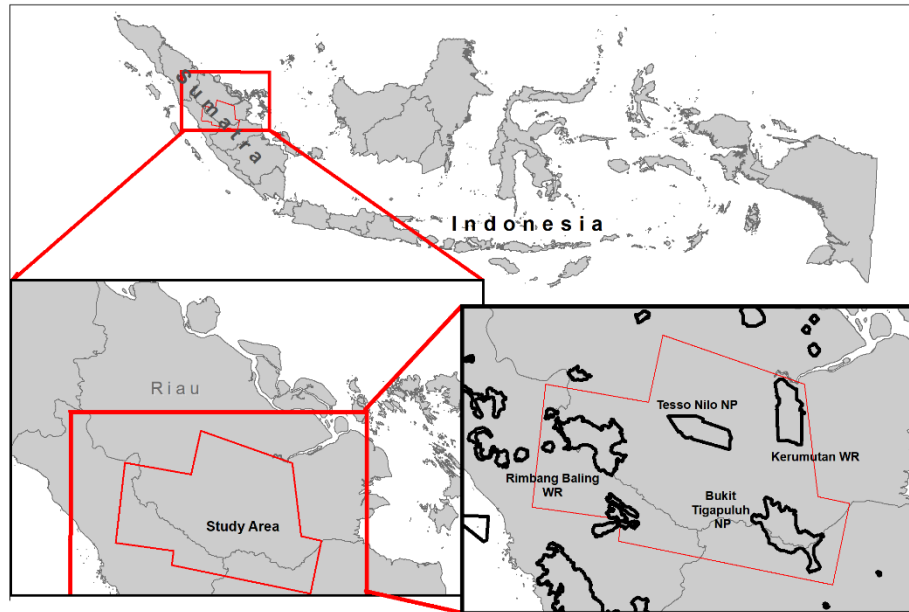 Sumatra
Indonesia
Riau
Study Area
Tesso Nilo NP
Kerumutan WR
Rimbang Baling
WR
Bukit
Tigapuluh
NP